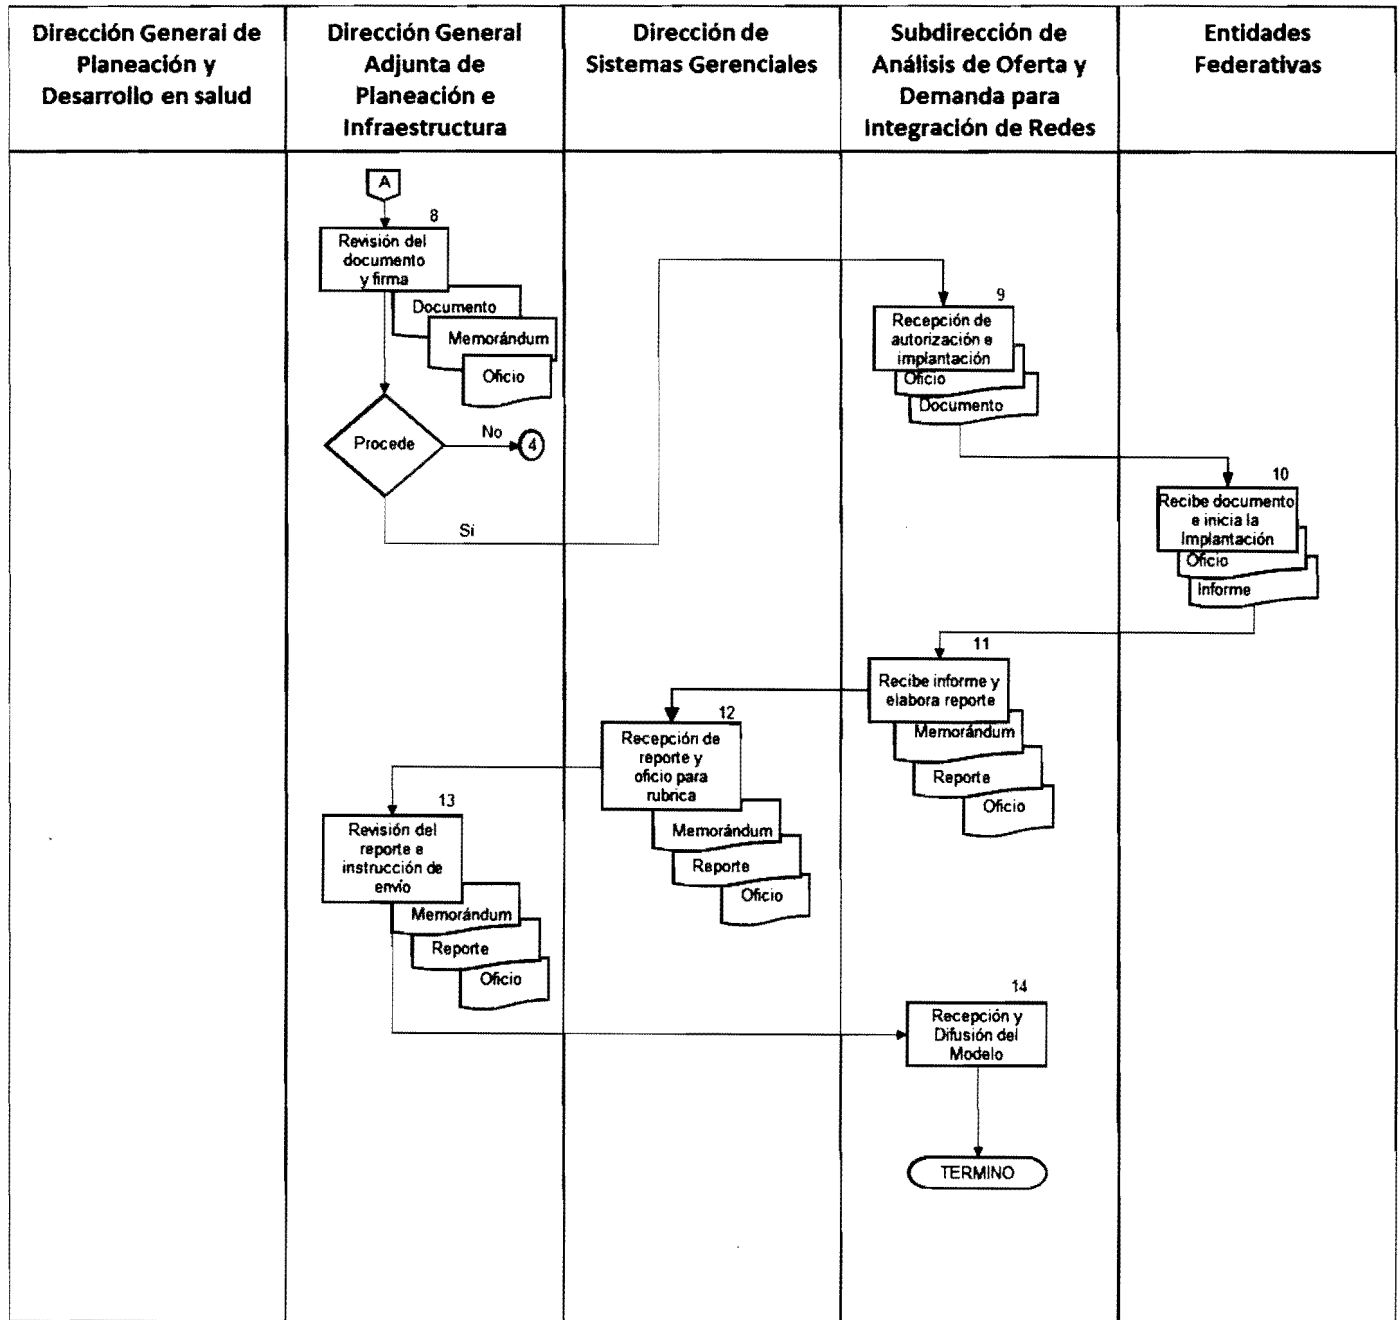 Dirección General de
Planeación y
Desarrollo en salud
Dirección General
Adjunta de
Planeación e
Infraestructura
Dirección de
Sistemas Gerenciales
Subdirección de
Análisis de Oferta y
Demanda para
Integración de Redes
Entidades
Federativas
A
8
Revisión del
documento
y firma
Documento
Memorándum
Oficio
Procede
No
4
Si
9
Recepción de
autorización e
implantación
Oficio
Documento
10
Recibe documento
e inicia la
Implantación
Oficio
Informe
11
Recibe informe y
elabora reporte
Memorándum
Reporte
Oficio
12
Recepción de
reporte y
oficio para
rubrica
Memorándum
Reporte
Oficio
13
Revisión del
reporte e
instrucción de
envío
Memorándum
Reporte
Oficio
14
Recepción y
Difusión del
Modelo
TERMINO